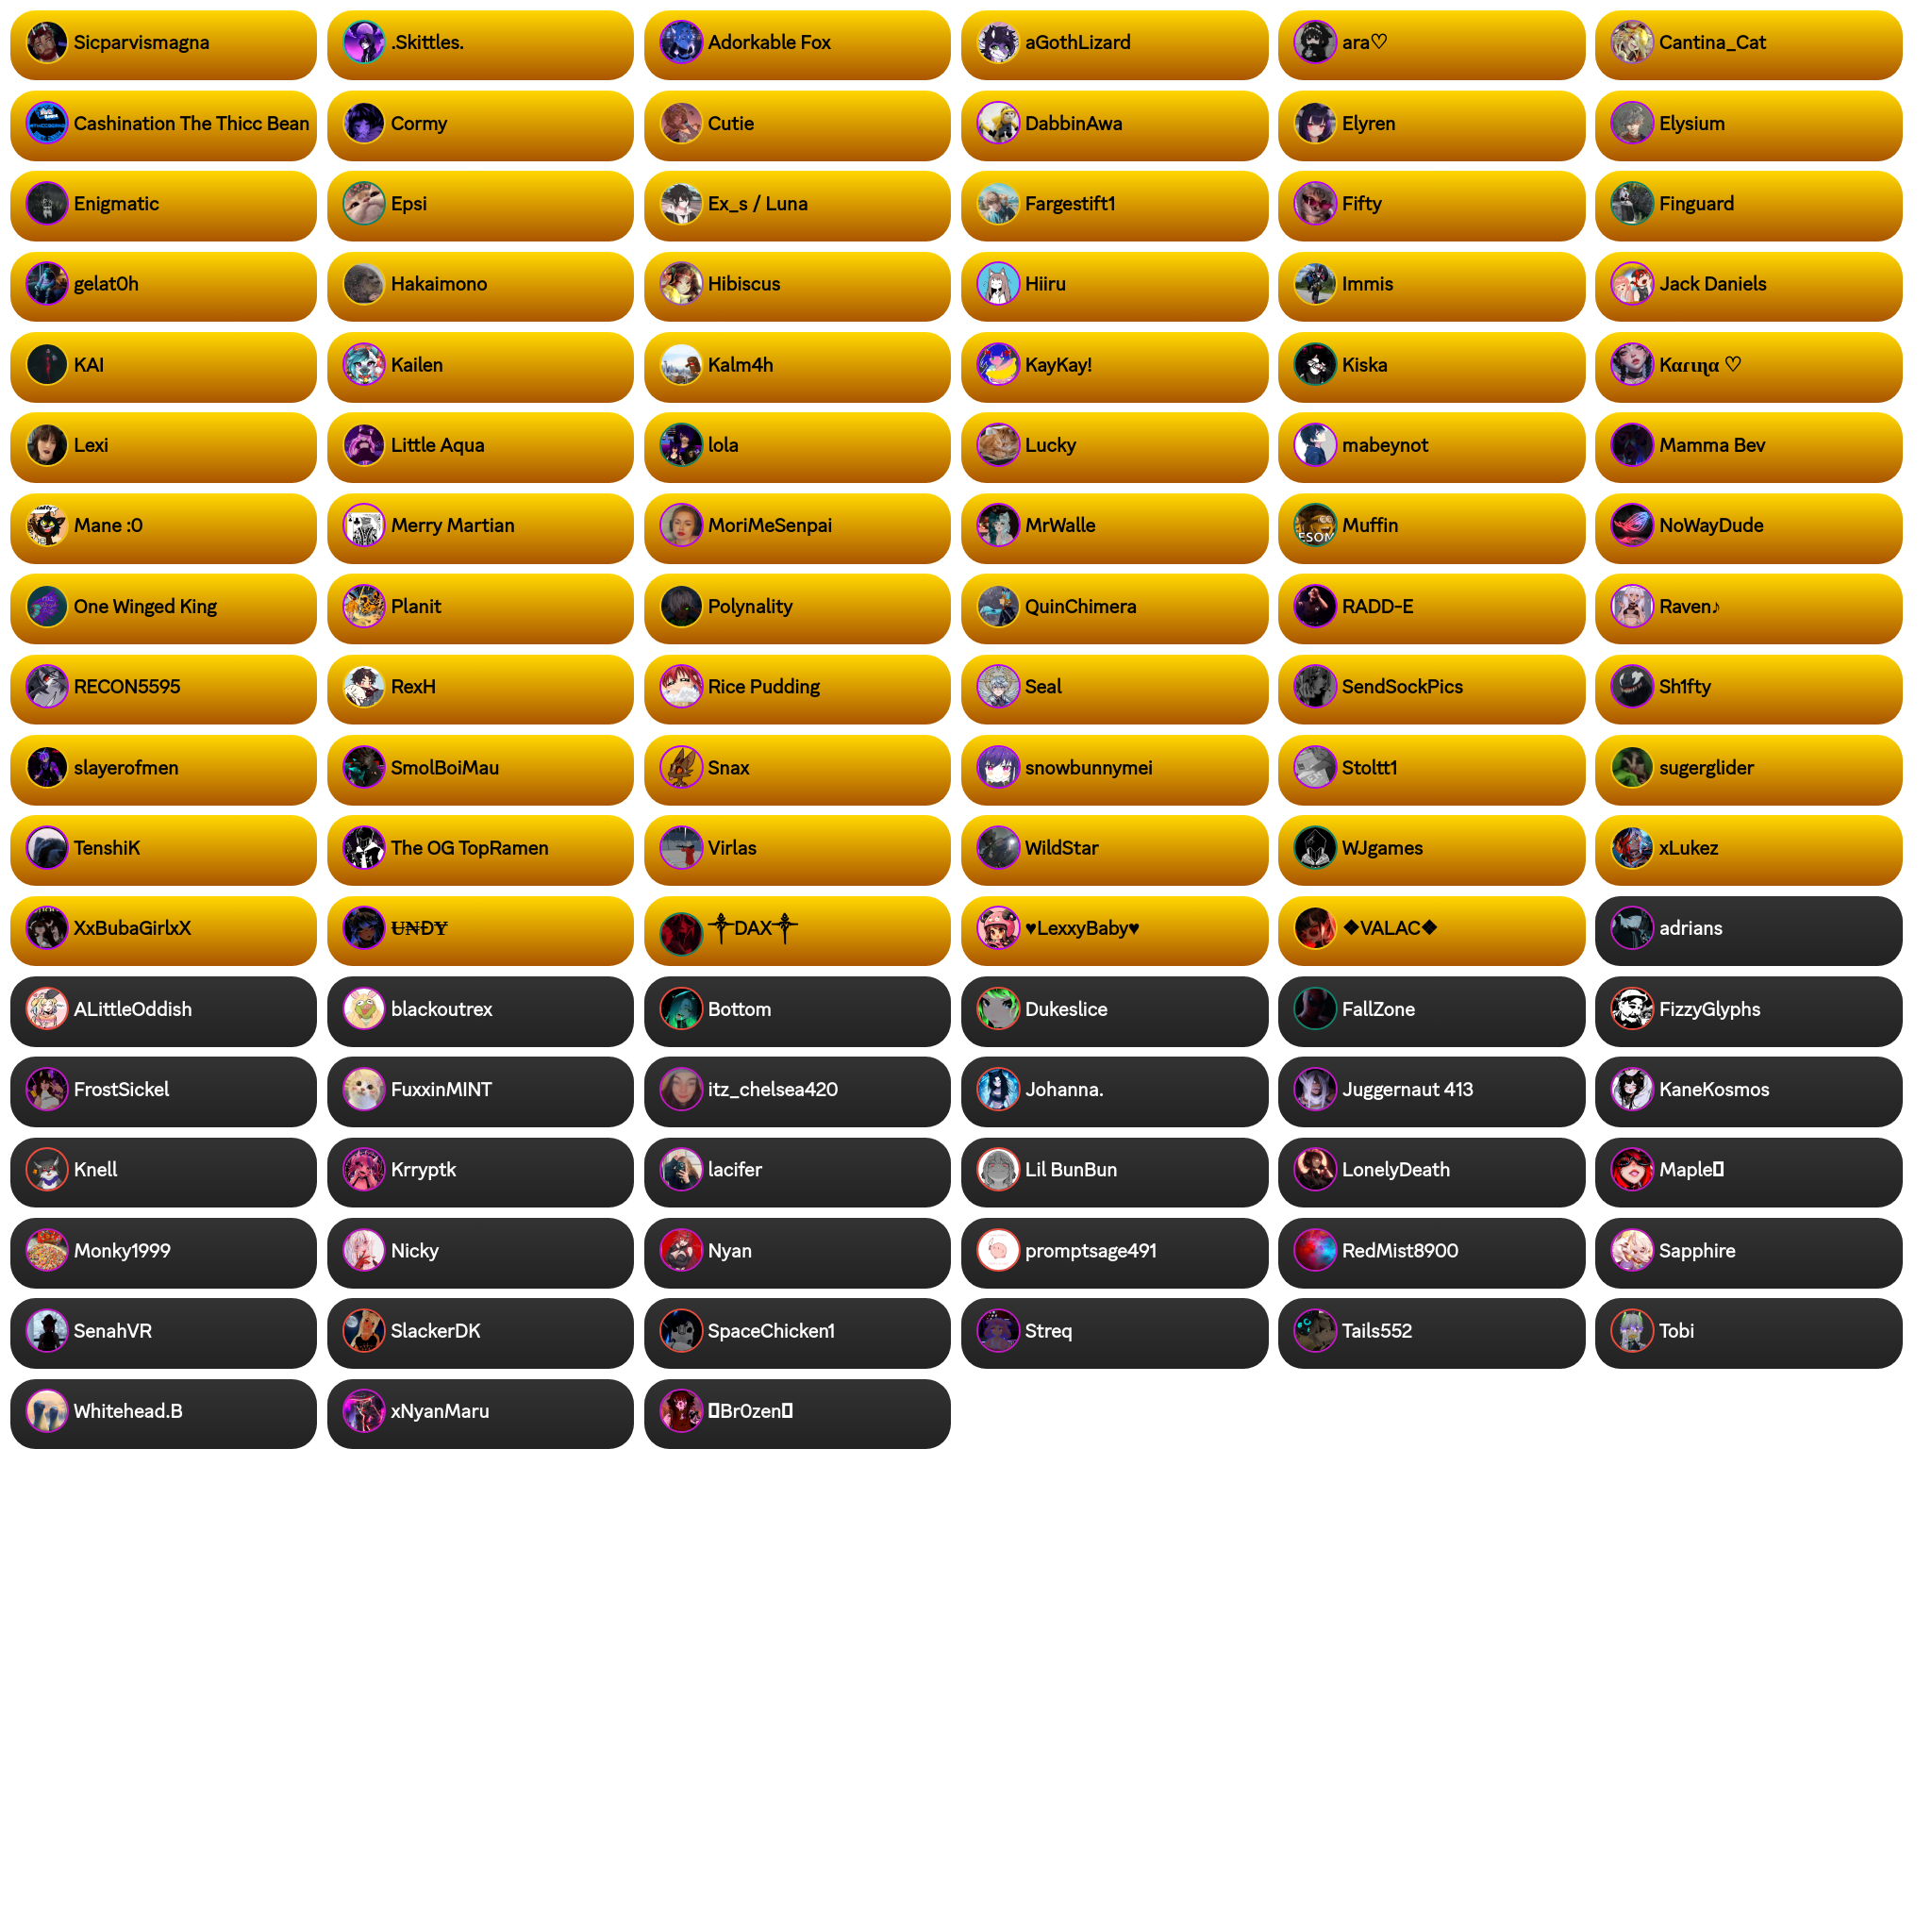 Sicparvismagna
.Skittles.
Adorkable Fox
aGothLizard
ara♡
Cantina_Cat
Cashination The Thicc Bean
Cormy
Cutie
DabbinAwa
Elyren
Elysium
Enigmatic
Epsi
Ex_s / Luna
Fargestift1
Fifty
Finguard
gelat0h
Hakaimono
Hibiscus
Hiiru
Immis
Jack Daniels
KAI
Kailen
Kalm4h
KayKay!
Kiska
Kαɾιɳα ♡
Lexi
Little Aqua
lola
Lucky
mabeynot
Mamma Bev
Mane :0
Merry Martian
MoriMeSenpai
MrWalle
Muffin
NoWayDude
One Winged King
Planit
Polynality
QuinChimera
RADD-E
Raven♪
RECON5595
RexH
Rice Pudding
Seal
SendSockPics
Sh1fty
slayerofmen
SmolBoiMau
Snax
snowbunnymei
Stoltt1
sugerglider
TenshiK
The OG TopRamen
Virlas
WildStar
WJgames
xLukez
XxBubaGirlxX
U̶N̶ĐɎ
⸸DAX⸸
♥LexxyBaby♥
❖VALAC❖
adrians
ALittleOddish
blackoutrex
Bottom
Dukeslice
FallZone
FizzyGlyphs
FrostSickel
FuxxinMINT
itz_chelsea420
Johanna.
Juggernaut 413
KaneKosmos
Knell
Krryptk
lacifer
Lil BunBun
LonelyDeath
Maple
Monky1999
Nicky
Nyan
promptsage491
RedMist8900
Sapphire
SenahVR
SlackerDK
SpaceChicken1
Streq
Tails552
Tobi
Whitehead.B
xNyanMaru
Br0zen